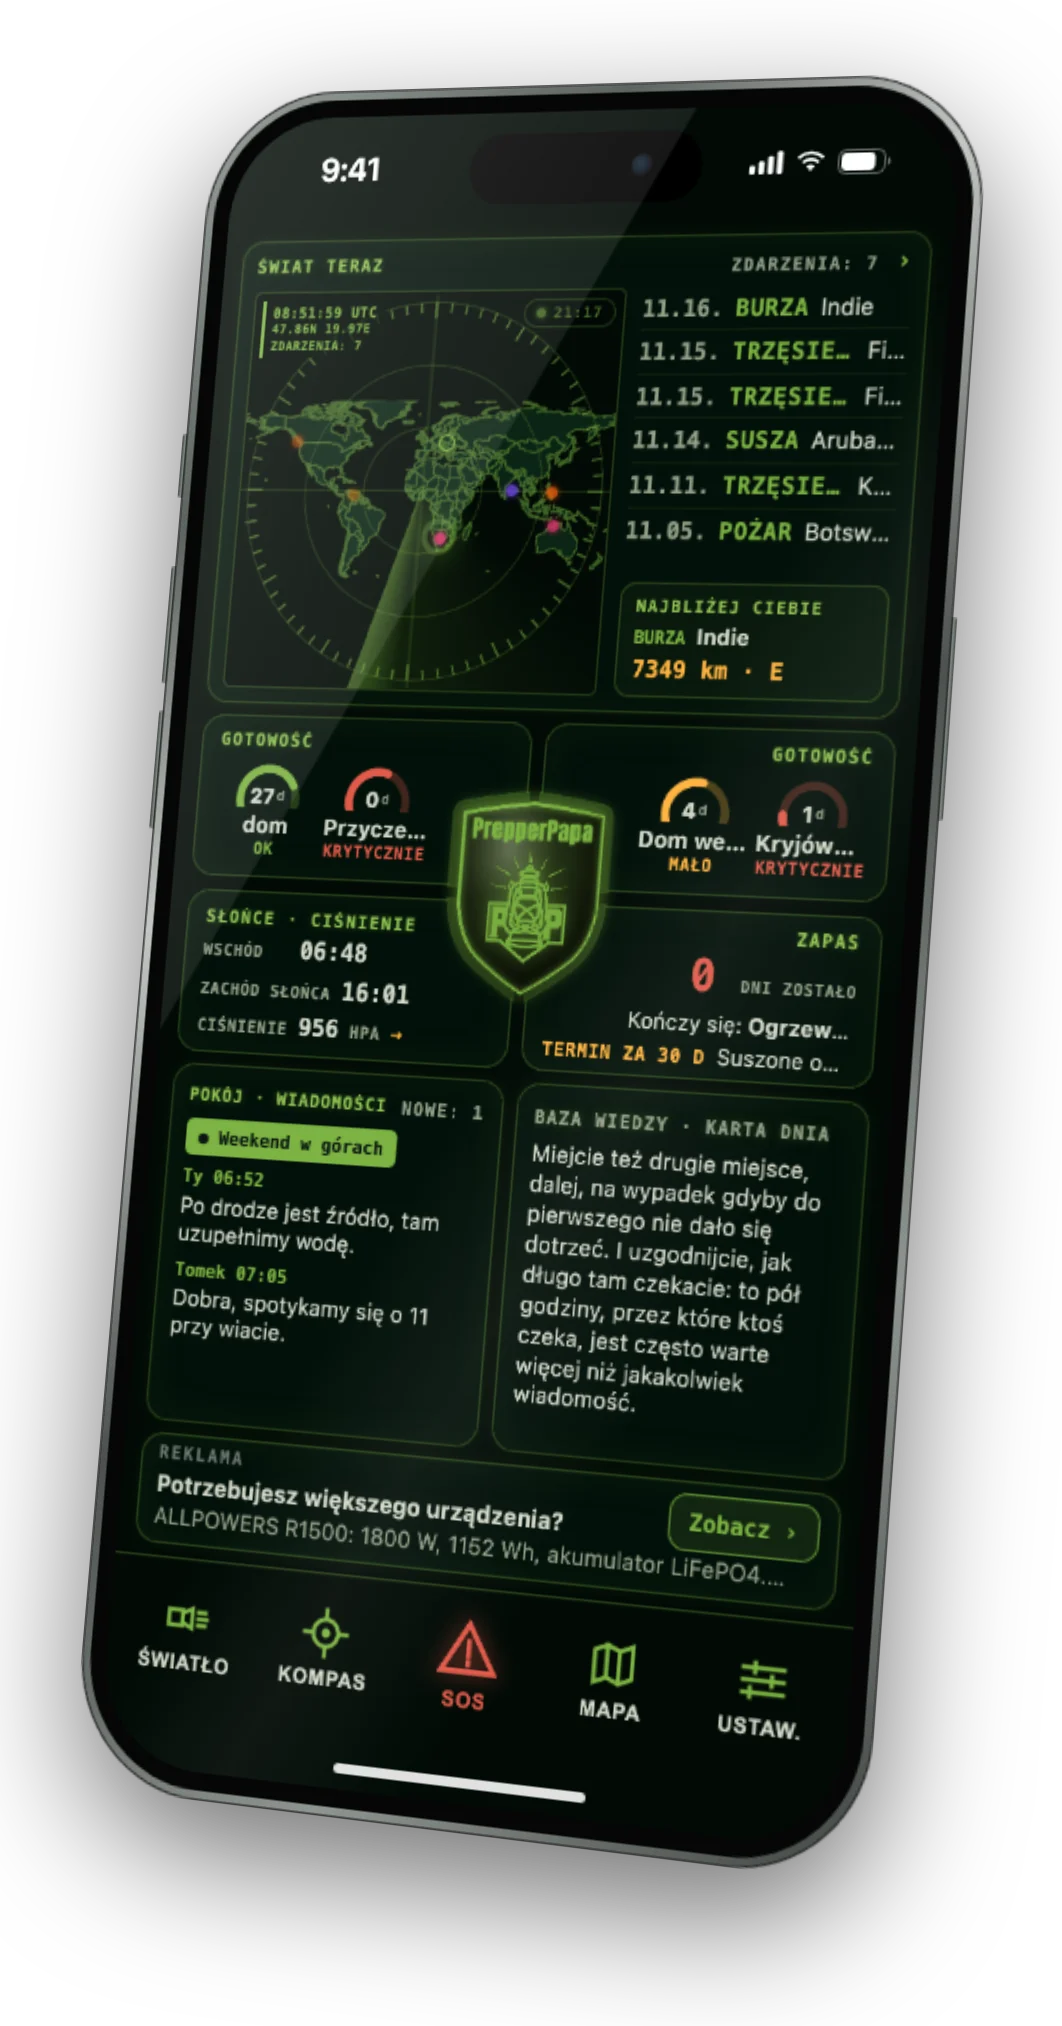 9:41
ŚWIAT TERAZ
ZDARZENIA: 7 ›
08:51:59 UTC
47.86N 19.97E
ZDARZENIA: 7
21:17
11.16. BURZA Indie
11.15. TRZĘSIE… Fi...
11.15. TRZĘSIE… Fi...
11.14. SUSZA Aruba...
11.11. TRZĘSIE… K...
11.05. POŻAR Botsw...
NAJBLIŻEJ CIEBIE
BURZA Indie
7349 km · E
GOTOWOŚĆ
27d
dom
OK
0d
Przycze...
KRYTYCZNIE
PrepperPapa
P P
GOTOWOŚĆ
4d
Dom we...
MAŁO
1d
Kryjów...
KRYTYCZNIE
SŁOŃCE · CIŚNIENIE
WSCHÓD 06:48
ZACHÓD SŁOŃCA 16:01
CIŚNIENIE 956 HPA →
ZAPAS
0 DNI ZOSTAŁO
Kończy się: Ogrzew...
TERMIN ZA 30 D Suszone o...
POKÓJ · WIADOMOŚCI NOWE: 1
Weekend w górach
Ty 06:52
Po drodze jest źródło, tam
uzupełnimy wodę.
Tomek 07:05
Dobra, spotykamy się o 11
przy wiacie.
BAZA WIEDZY · KARTA DNIA
Miejcie też drugie miejsce,
dalej, na wypadek gdyby do
pierwszego nie dało się
dotrzeć. I uzgodnijcie, jak
długo tam czekacie: to pół
godziny, przez które ktoś
czeka, jest często warte
więcej niż jakakolwiek
wiadomość.
REKLAMA
Potrzebujesz większego urządzenia?
ALLPOWERS R1500: 1800 W, 1152 Wh, akumulator LiFePO4....
Zobacz ›
ŚWIATŁO
KOMPAS
SOS
MAPA
USTAW.